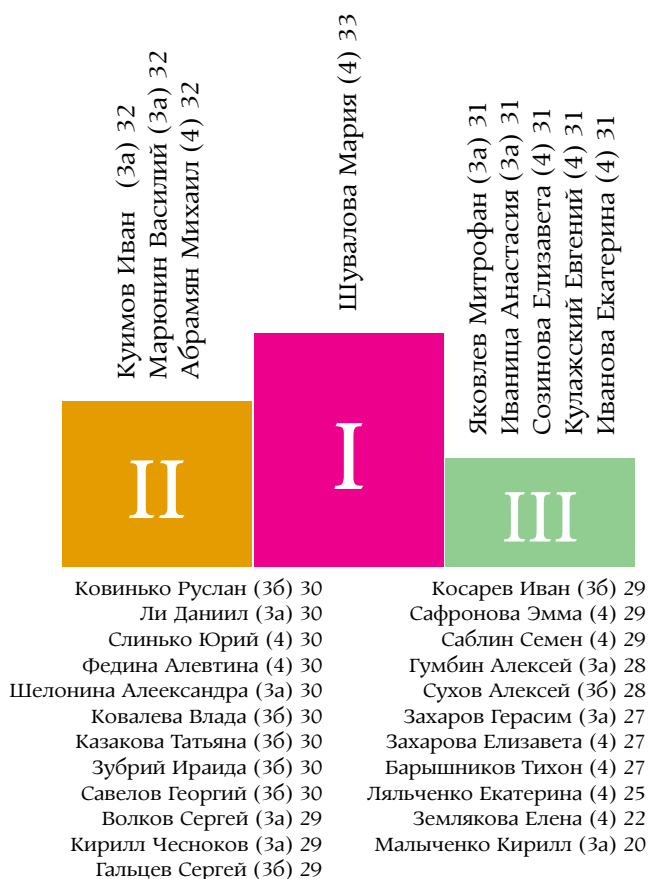 Куимов Иван (3а) 32
Марюнин Василий (3а) 32
Абрамян Михаил (4) 32
Шувалова Мария (4) 33
Яковлев Митрофан (3а) 31
Иваница Анастасия (3а) 31
Созинова Елизавета (4) 31
Кулажский Евгений (4) 31
Иванова Екатерина (4) 31
II
I
III
Ковинько Руслан (3б) 30
Ли Даниил (3а) 30
Слинько Юрий (4) 30
Федина Алевтина (4) 30
Шелонина Алеександра (3а) 30
Ковалева Влада (3б) 30
Казакова Татьяна (3б) 30
Зубрий Ираида (3б) 30
Савелов Георгий (3б) 30
Волков Сергей (3а) 29
Кирилл Чесноков (3а) 29
Гальцев Сергей (3б) 29
Косарев Иван (3б) 29
Сафронова Эмма (4) 29
Саблин Семен (4) 29
Гумбин Алексей (3а) 28
Сухов Алексей (3б) 28
Захаров Герасим (3а) 27
Захарова Елизавета (4) 27
Барышников Тихон (4) 27
Ляльченко Екатерина (4) 25
Землякова Елена (4) 22
Малыченко Кирилл (3а) 20